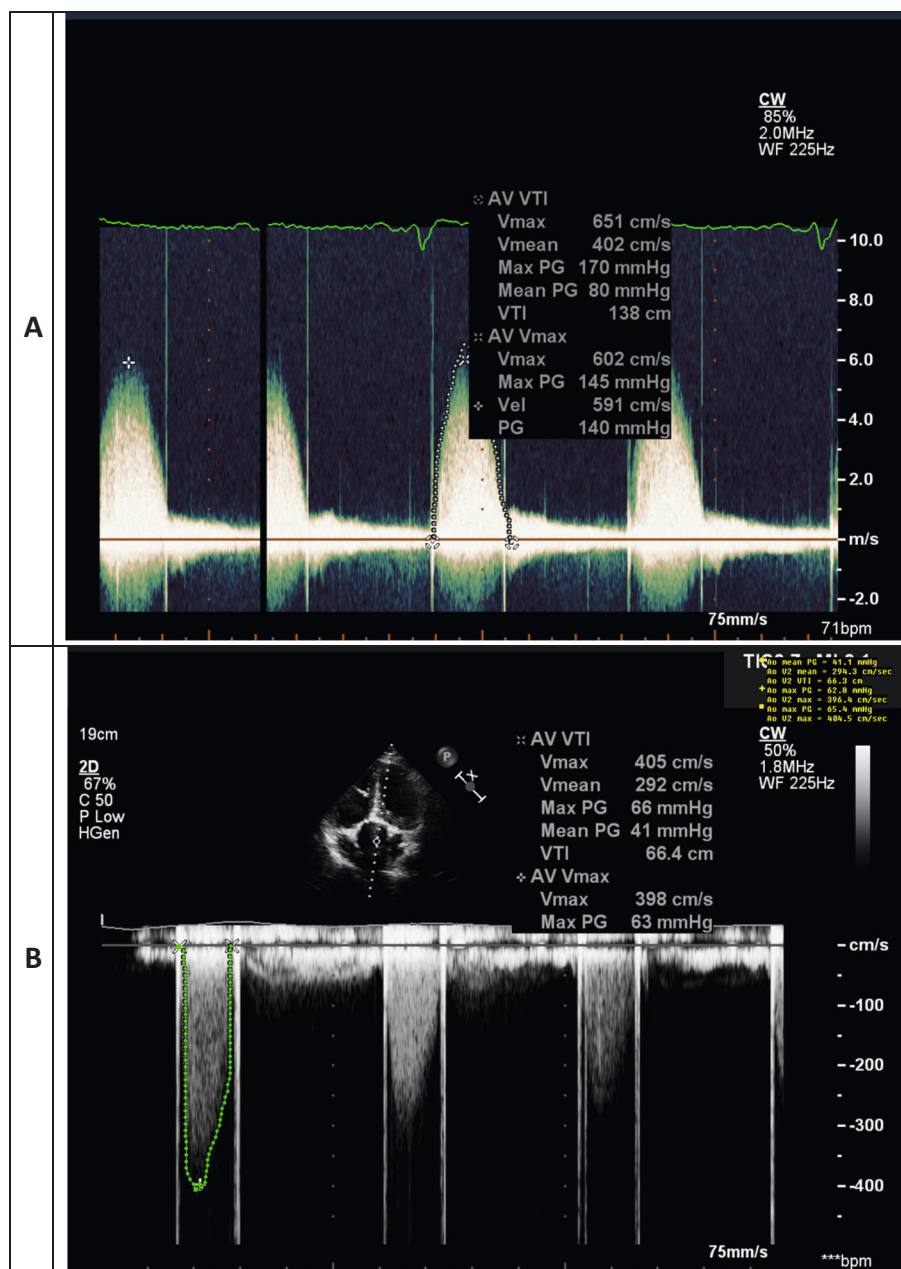 A
CW
85%
2.0MHz
WF 225Hz
AV VTI
Vmax 651 cm/s
Vmean 402 cm/s
Max PG 170 mmHg
Mean PG 80 mmHg
VTI 138 cm
AV Vmax
Vmax 602 cm/s
Max PG 145 mmHg
Vel 591 cm/s
PG 140 mmHg
10.0
8.0
6.0
4.0
2.0
m/s
-2.0
75mm/s
71bpm
B
Ao mean PG = 41.1 mmHg
Ao V2 mean = 294.3 cm/sec
Ao V2 VTI = 66.3 cm
Ao max PG = 62.8 mmHg
Ao V2 max = 396.4 cm/sec
Ao max PG = 65.4 mmHg
Ao V2 max = 404.5 cm/sec
CW
50%
1.8MHz
WF 225Hz
19cm
2D
67%
C 50
P Low
HGen
P
X
AV VTI
Vmax 405 cm/s
Vmean 292 cm/s
Max PG 66 mmHg
Mean PG 41 mmHg
VTI 66.4 cm
AV Vmax
Vmax 398 cm/s
Max PG 63 mmHg
cm/s
-100
-200
-300
-400
75mm/s
***bpm